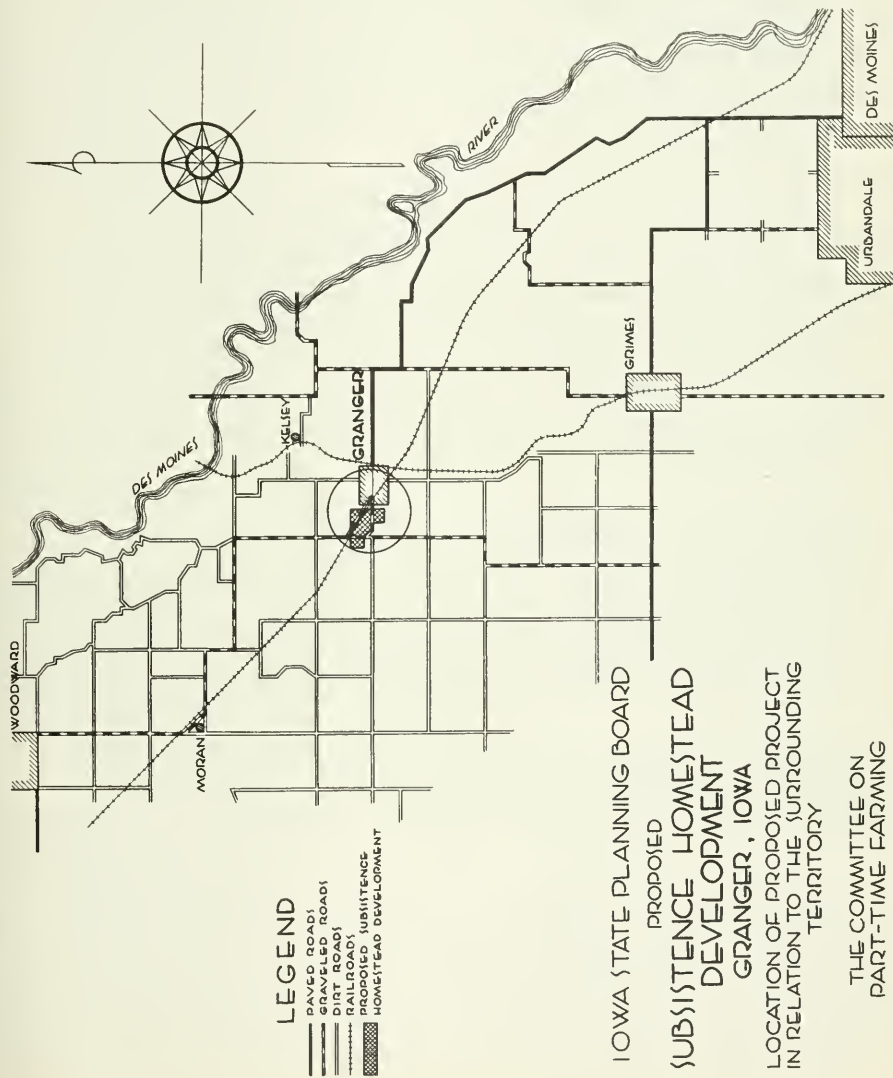 WOODWARD
DES MOINES
RIVER
MORAN
KELSEY
GRANGER
GRIMES
URBANDALE
DES MOINES
LEGEND
PAVED ROADS
GRAVELED ROADS
DIRT ROADS
RAILROADS
PROPOSED SUBSISTENCE
HOMESTEAD DEVELOPMENT
IOWA STATE PLANNING BOARD
PROPOSED
SUBSISTENCE HOMESTEAD
DEVELOPMENT
GRANGER, IOWA
LOCATION OF PROPOSED PROJECT
IN RELATION TO THE SURROUNDING
TERRITORY
THE COMMITTEE ON
PART-TIME FARMING